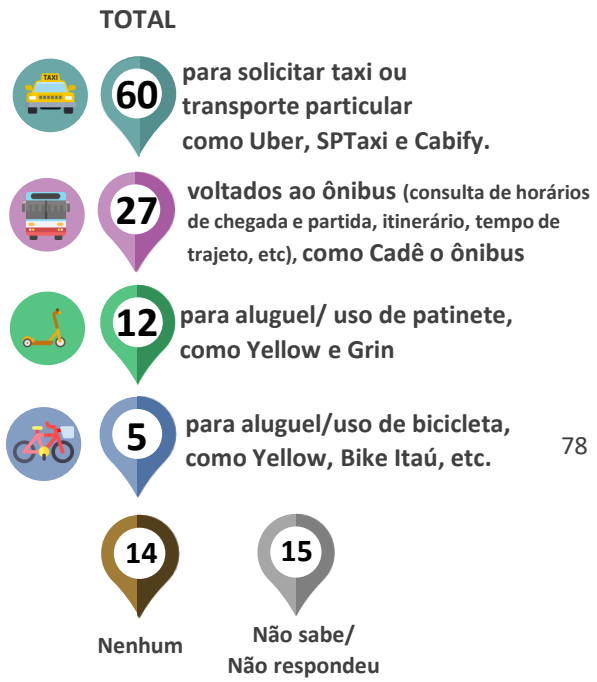 TOTAL
TAXI
60
para solicitar taxi ou
transporte particular
como Uber, SPTaxi e Cabify.
27
voltados ao ônibus (consulta de horários
de chegada e partida, itinerário, tempo de
trajeto, etc), como Cadê o ônibus
12
para aluguel/ uso de patinete,
como Yellow e Grin
5
para aluguel/uso de bicicleta,
como Yellow, Bike Itaú, etc.
78
14
Nenhum
15
Não sabe/
Não respondeu